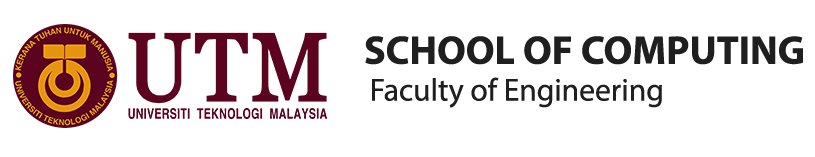 KERANA TUHAN UNTUK MANUSIA
UNIVERSITI TEKNOLOGI MALAYSIA
UTM
UNIVERSITI TEKNOLOGI MALAYSIA
SCHOOL OF COMPUTING
Faculty of Engineering